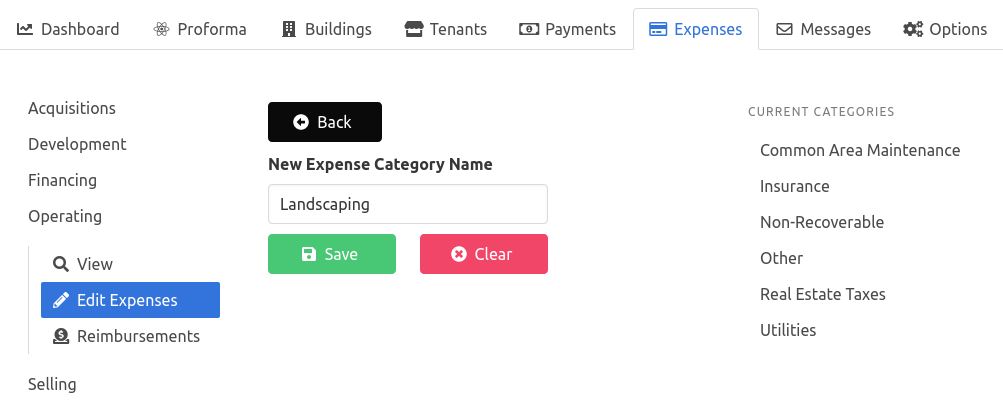 Dashboard Proforma Buildings Tenants Payments Expenses Messages Options
Acquisitions
Development
Financing
Operating
View
Edit Expenses
Reimbursements
Selling
Back
New Expense Category Name
Landscaping
Save Clear
CURRENT CATEGORIES
Common Area Maintenance
Insurance
Non-Recoverable
Other
Real Estate Taxes
Utilities